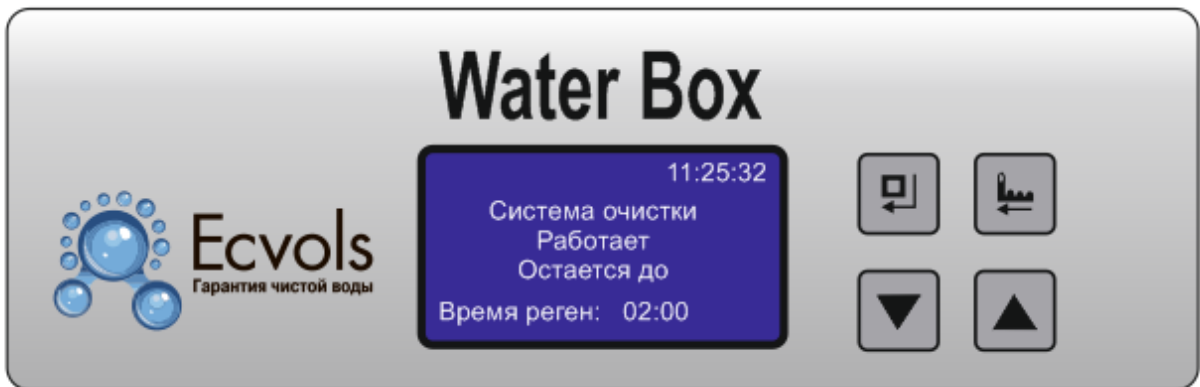 Water Box
Ecvols
Гарантия чистой воды
11:25:32
Система очистки
Работает
Остается до
Время реген: 02:00